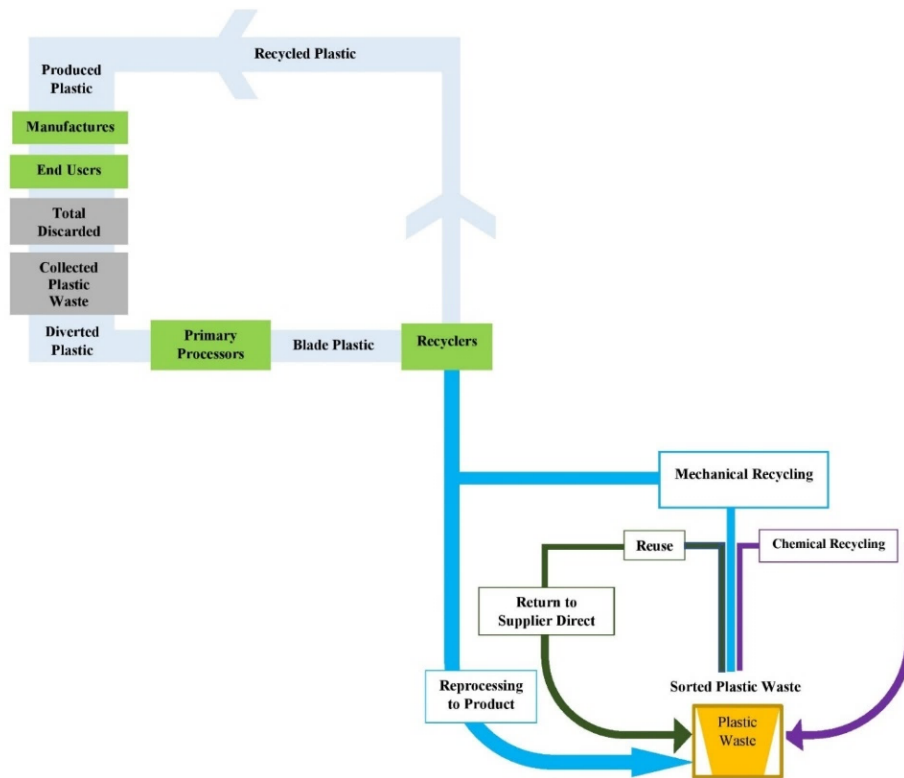 Recycled Plastic
Produced
Plastic
Manufactures
End Users
Total
Discarded
Collected
Plastic
Waste
Diverted
Plastic
Primary
Processors
Blade Plastic
Recyclers
Mechanical Recycling
Reuse
Chemical Recycling
Return to
Supplier Direct
Reprocessing
to Product
Sorted Plastic Waste
Plastic
Waste